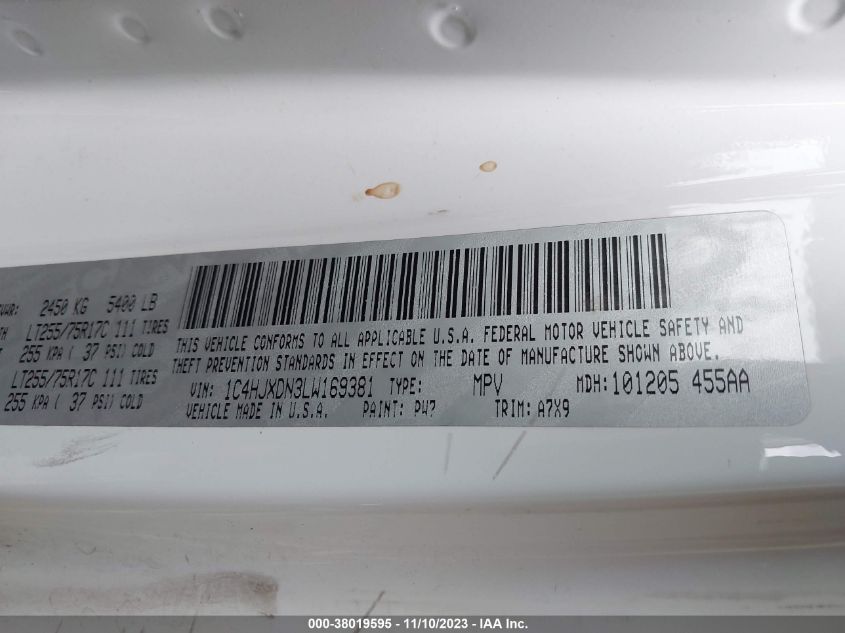 2450 KG 5400 LB
LT255/75R17C 111 TIRES
255 KPA ( 37 PSI) COLD
LT255/75R17C 111 TIRES
255 KPA ( 37 PSI) COLD
THIS VEHICLE CONFORMS TO ALL APPLICABLE U.S.A. FEDERAL MOTOR VEHICLE SAFETY AND
THEFT PREVENTION STANDARDS IN EFFECT ON THE DATE OF MANUFACTURE SHOWN ABOVE.
VIN: 1C4HJXDN3LW169381 TYPE: MPV MDH: 101205 455AA
VEHICLE MADE IN U.S.A. PAINT: PW7 TRIM: A7X9
000-38019595 - 11/10/2023 - IAA Inc.